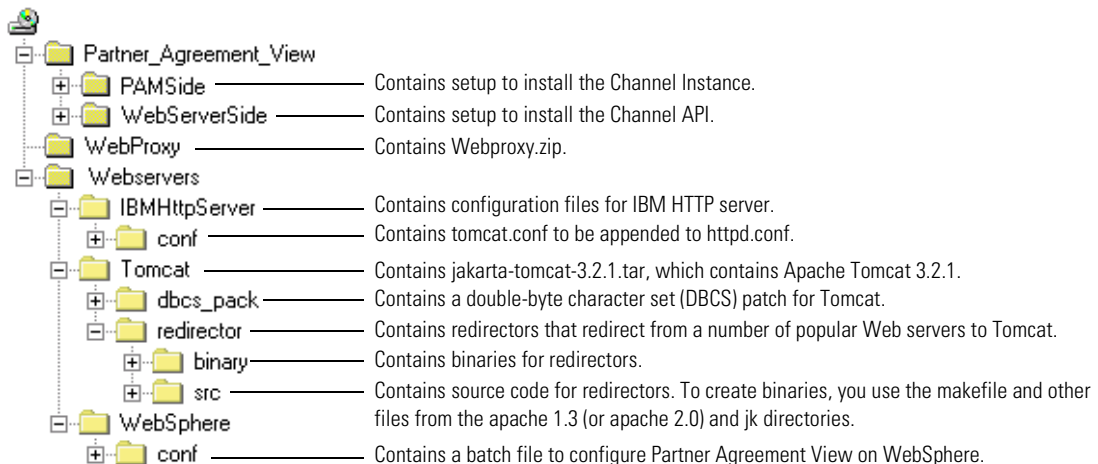 Partner_Agreement_View
PAMSide Contains setup to install the Channel Instance.
WebServerSide Contains setup to install the Channel API.
WebProxy Contains Webproxy.zip.
Webservers
IBMHttpServer Contains configuration files for IBM HTTP server.
conf Contains tomcat.conf to be appended to httpd.conf.
Tomcat Contains jakarta-tomcat-3.2.1.tar, which contains Apache Tomcat 3.2.1.
dbcs_pack Contains a double-byte character set (DBCS) patch for Tomcat.
redirector Contains redirectors that redirect from a number of popular Web servers to Tomcat.
binary Contains binaries for redirectors.
src Contains source code for redirectors. To create binaries, you use the makefile and other
files from the apache 1.3 (or apache 2.0) and jk directories.
WebSphere
conf Contains a batch file to configure Partner Agreement View on WebSphere.